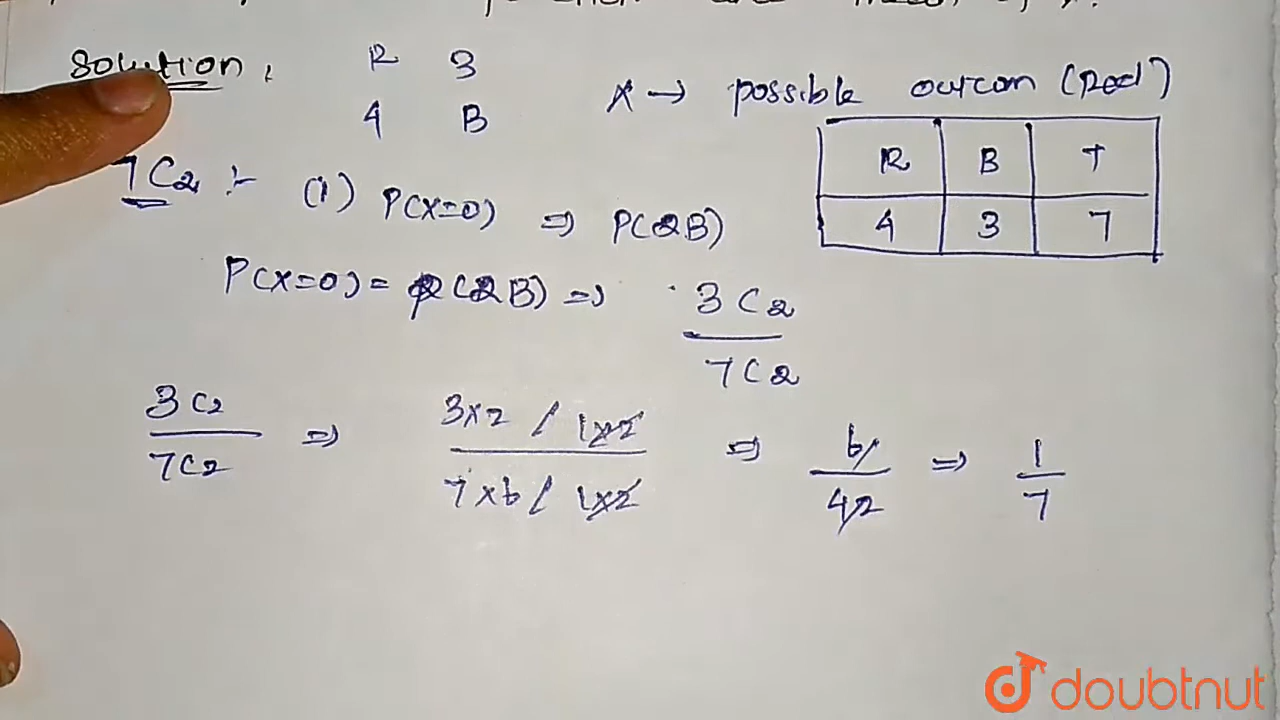 Solution :
R 3
4 B
X → possible outcom (Red)
R B T
4 3 7
7C2 :- (1) P(X=0) ⇒ P(2B)
P(X=0) = P(2B) ⇒ 3C2 / 7C2
3C2 / 7C2 ⇒ 3×2 / 1×2 / 7×6 / 1×2 ⇒ 6 / 42 ⇒ 1 / 7
doubtnut